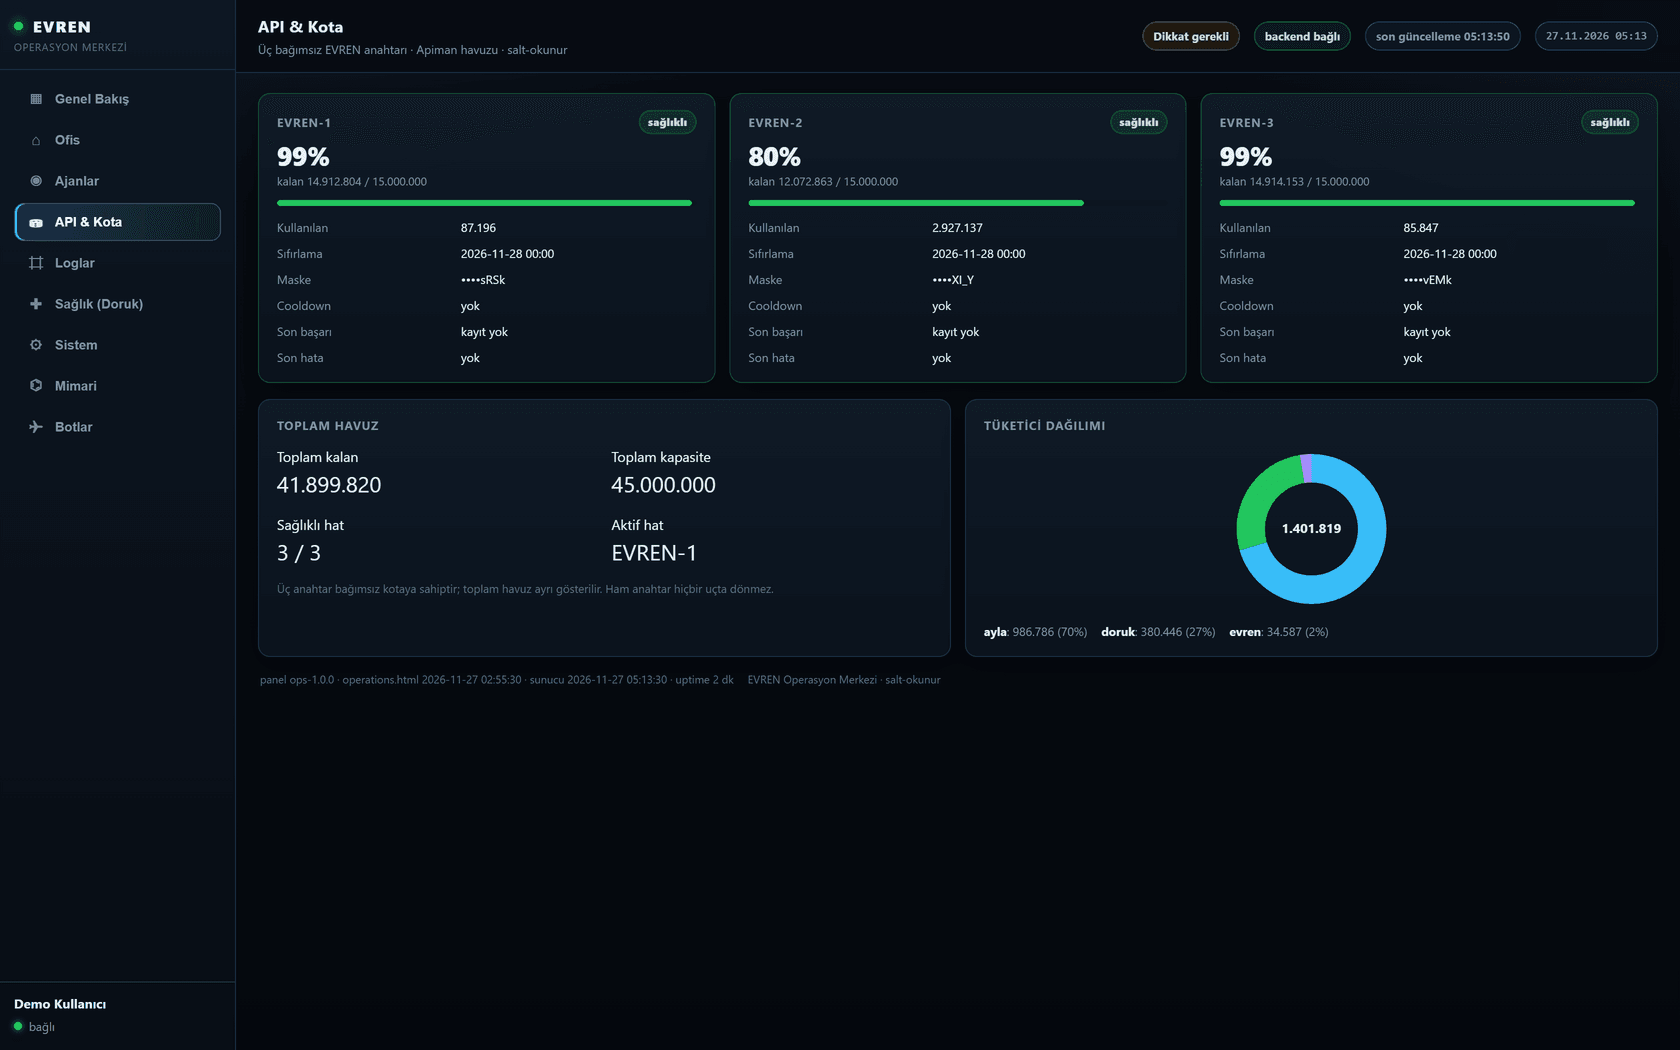 EVREN
OPERASYON MERKEZİ
Genel Bakış
Ofis
Ajanlar
API & Kota
Loglar
Sağlık (Doruk)
Sistem
Mimari
Botlar
Demo Kullanıcı
bağlı
API & Kota
Üç bağımsız EVREN anahtarı · Apiman havuzu · salt-okunur
Dikkat gerekli
backend bağlı
son güncelleme 05:13:50
27.11.2026 05:13
EVREN-1
sağlıklı
99%
kalan 14.912.804 / 15.000.000
Kullanılan 87.196
Sıfırlama 2026-11-28 00:00
Maske ••••sRSk
Cooldown yok
Son başarı kayıt yok
Son hata yok
EVREN-2
sağlıklı
80%
kalan 12.072.863 / 15.000.000
Kullanılan 2.927.137
Sıfırlama 2026-11-28 00:00
Maske ••••XI_Y
Cooldown yok
Son başarı kayıt yok
Son hata yok
EVREN-3
sağlıklı
99%
kalan 14.914.153 / 15.000.000
Kullanılan 85.847
Sıfırlama 2026-11-28 00:00
Maske ••••vEMk
Cooldown yok
Son başarı kayıt yok
Son hata yok
TOPLAM HAVUZ
Toplam kalan
41.899.820
Toplam kapasite
45.000.000
Sağlıklı hat
3 / 3
Aktif hat
EVREN-1
Üç anahtar bağımsız kotaya sahiptir; toplam havuz ayrı gösterilir. Ham anahtar hiçbir uçta dönmez.
TÜKETİCİ DAĞILIMI
1.401.819
ayla: 986.786 (70%) doruk: 380.446 (27%) evren: 34.587 (2%)
panel ops-1.0.0 · operations.html 2026-11-27 02:55:30 · sunucu 2026-11-27 05:13:30 · uptime 2 dk EVREN Operasyon Merkezi · salt-okunur